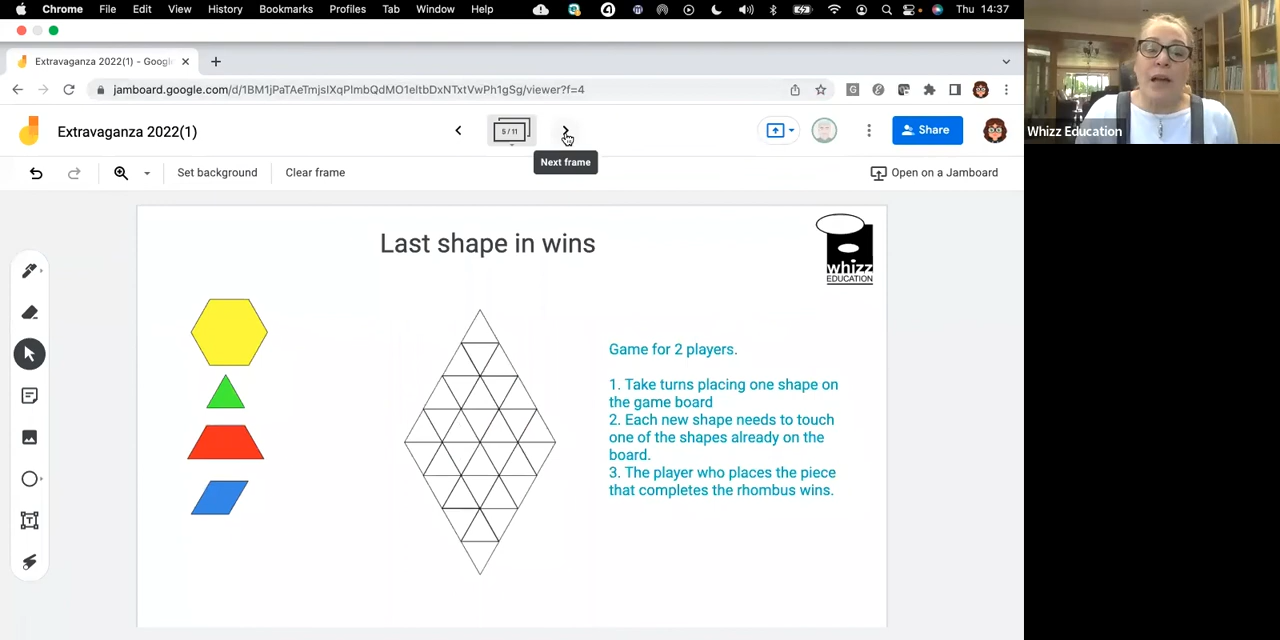 Chrome File Edit View History Bookmarks Profiles Tab Window Help Thu 14:37
Extravaganza 2022(1) - Googl
jamboard.google.com/d/1BM1jPaTAeTmjsIXqPlmbQdMO1eltbDxNTxtVwPh1gSg/viewer?f=4
Whizz Education
Extravaganza 2022(1)
5 / 11
Share
Next frame
Set background
Clear frame
Open on a Jamboard
Last shape in wins
whizz
EDUCATION
Game for 2 players.
1. Take turns placing one shape on
the game board
2. Each new shape needs to touch
one of the shapes already on the
board.
3. The player who places the piece
that completes the rhombus wins.